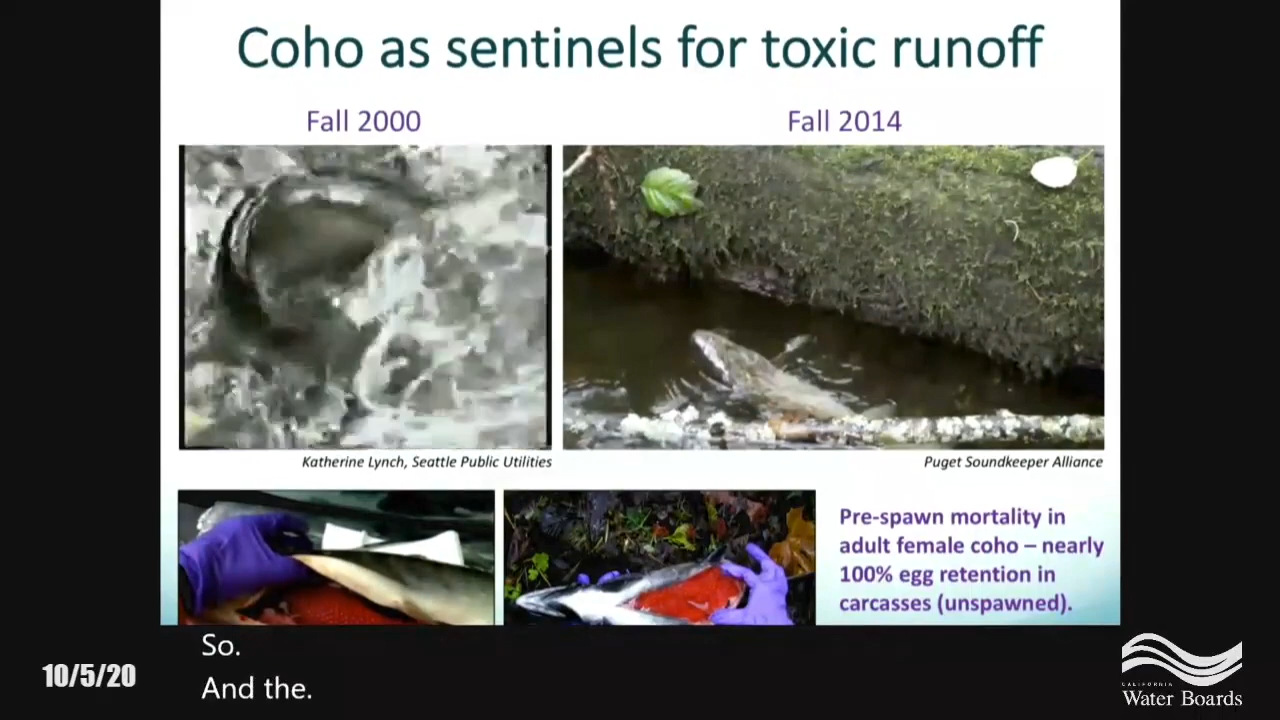 Coho as sentinels for toxic runoff
Fall 2000
Fall 2014
Katherine Lynch, Seattle Public Utilities
Puget Soundkeeper Alliance
Pre-spawn mortality in
adult female coho – nearly
100% egg retention in
carcasses (unspawned).
So.
And the.
10/5/20
CALIFORNIA
Water Boards